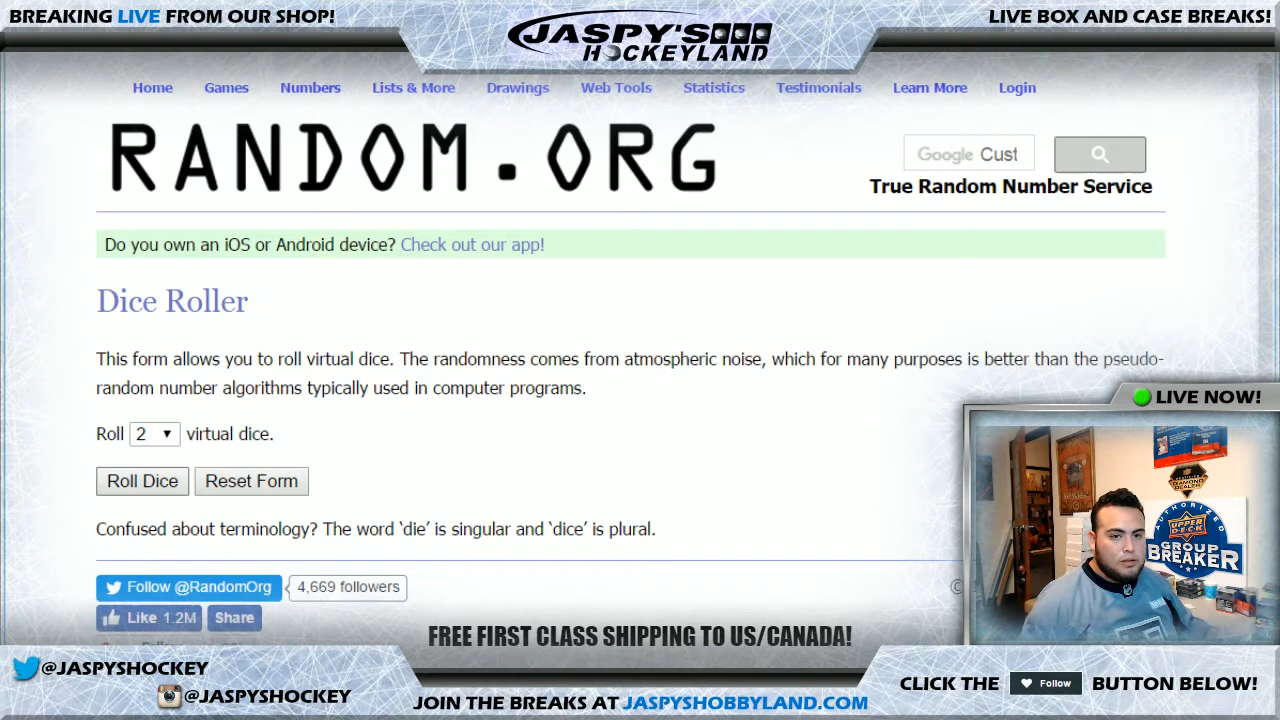 BREAKING LIVE FROM OUR SHOP!
JASPY'S
HOCKEYLAND
LIVE BOX AND CASE BREAKS!
Home Games Numbers Lists & More Drawings Web Tools Statistics Testimonials Learn More Login
RANDOM.ORG
Google Cust
True Random Number Service
Do you own an iOS or Android device? Check out our app!
Dice Roller
This form allows you to roll virtual dice. The randomness comes from atmospheric noise, which for many purposes is better than the pseudo-
random number algorithms typically used in computer programs.
Roll 2 virtual dice.
Roll Dice Reset Form
Confused about terminology? The word ‘die’ is singular and ‘dice’ is plural.
Follow @RandomOrg 4,669 followers
©
Like 1.2M Share
LIVE NOW!
DIAMOND
DEALER
AUTHORIZED
UPPER
DECK
GROUP
BREAKER
FREE FIRST CLASS SHIPPING TO US/CANADA!
@JASPYSHOCKEY
@JASPYSHOCKEY
JOIN THE BREAKS AT JASPYSHOBBYLAND.COM
CLICK THE Follow BUTTON BELOW!